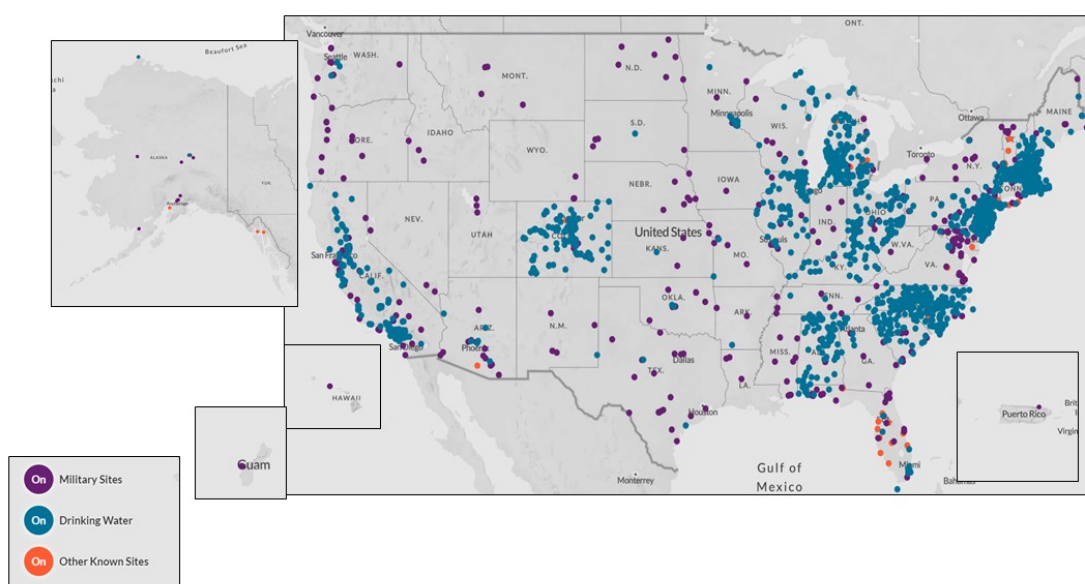 Beaufort Sea
ALASKA
YUK.
Vancouver
Seattle
WASH.
MONT.
N.D.
MINN.
Minneapolis
ONT.
Ottawa
MAINE
ORE.
IDAHO
WYO.
S.D.
WIS.
Toronto
N.Y.
CONN.
NEBR.
IOWA
PA.
OHIO
NEV.
UTAH
United States
KANS.
MO.
IND.
W.VA.
VA.
KY.
San Francisco
CALIF.
San Diego
ARIZ.
Phoenix
N.M.
OKLA.
ARK.
TENN.
Atlanta
MISS.
GA.
Dallas
TEX.
LA.
Houston
HAWAII
Guam
Monterrey
Gulf of
Mexico
Miami
Puerto Rico
Brit
Virgin
On Military Sites
On Drinking Water
On Other Known Sites